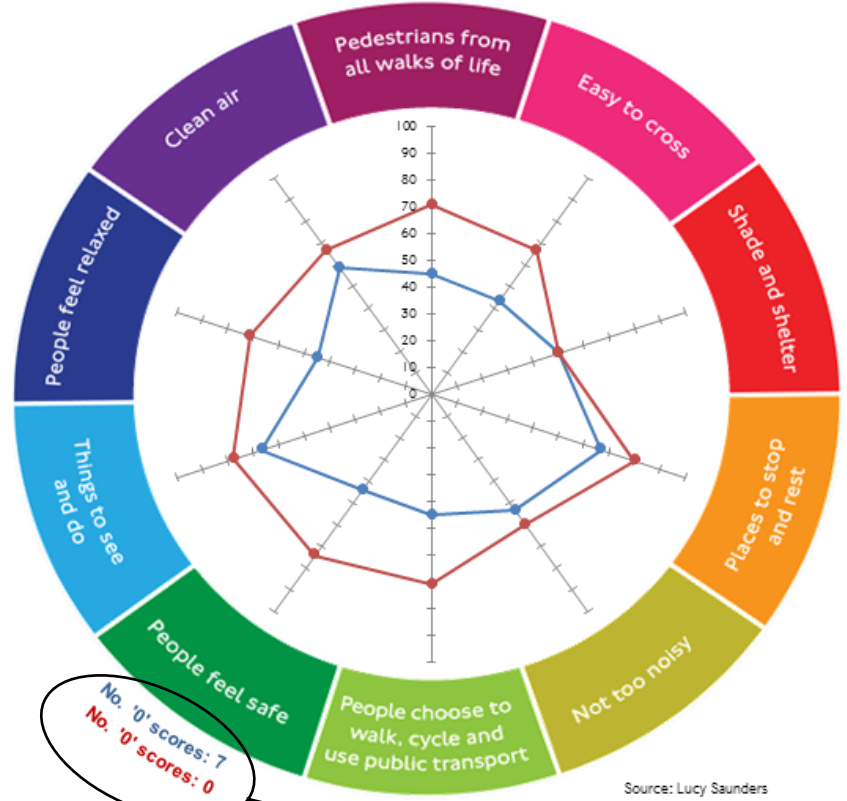 Pedestrians from
all walks of life
Easy to cross
Shade and shelter
Places to stop
and rest
Not too noisy
People choose to
walk, cycle and
use public transport
People feel safe
Things to see
and do
People feel relaxed
Clean air
100
90
80
70
60
50
40
30
20
10
0
No. '0' scores: 7
No. '0' scores: 0
Source: Lucy Saunders